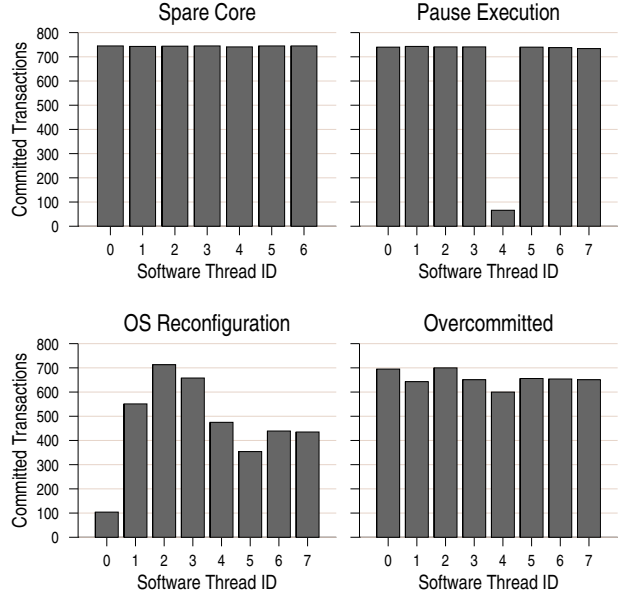 Spare Core
800
700
600
500
400
300
200
100
0
Committed Transactions
0 1 2 3 4 5 6
Software Thread ID
Pause Execution
0 1 2 3 4 5 6 7
Software Thread ID
OS Reconfiguration
800
700
600
500
400
300
200
100
0
Committed Transactions
0 1 2 3 4 5 6 7
Software Thread ID
Overcommitted
0 1 2 3 4 5 6 7
Software Thread ID